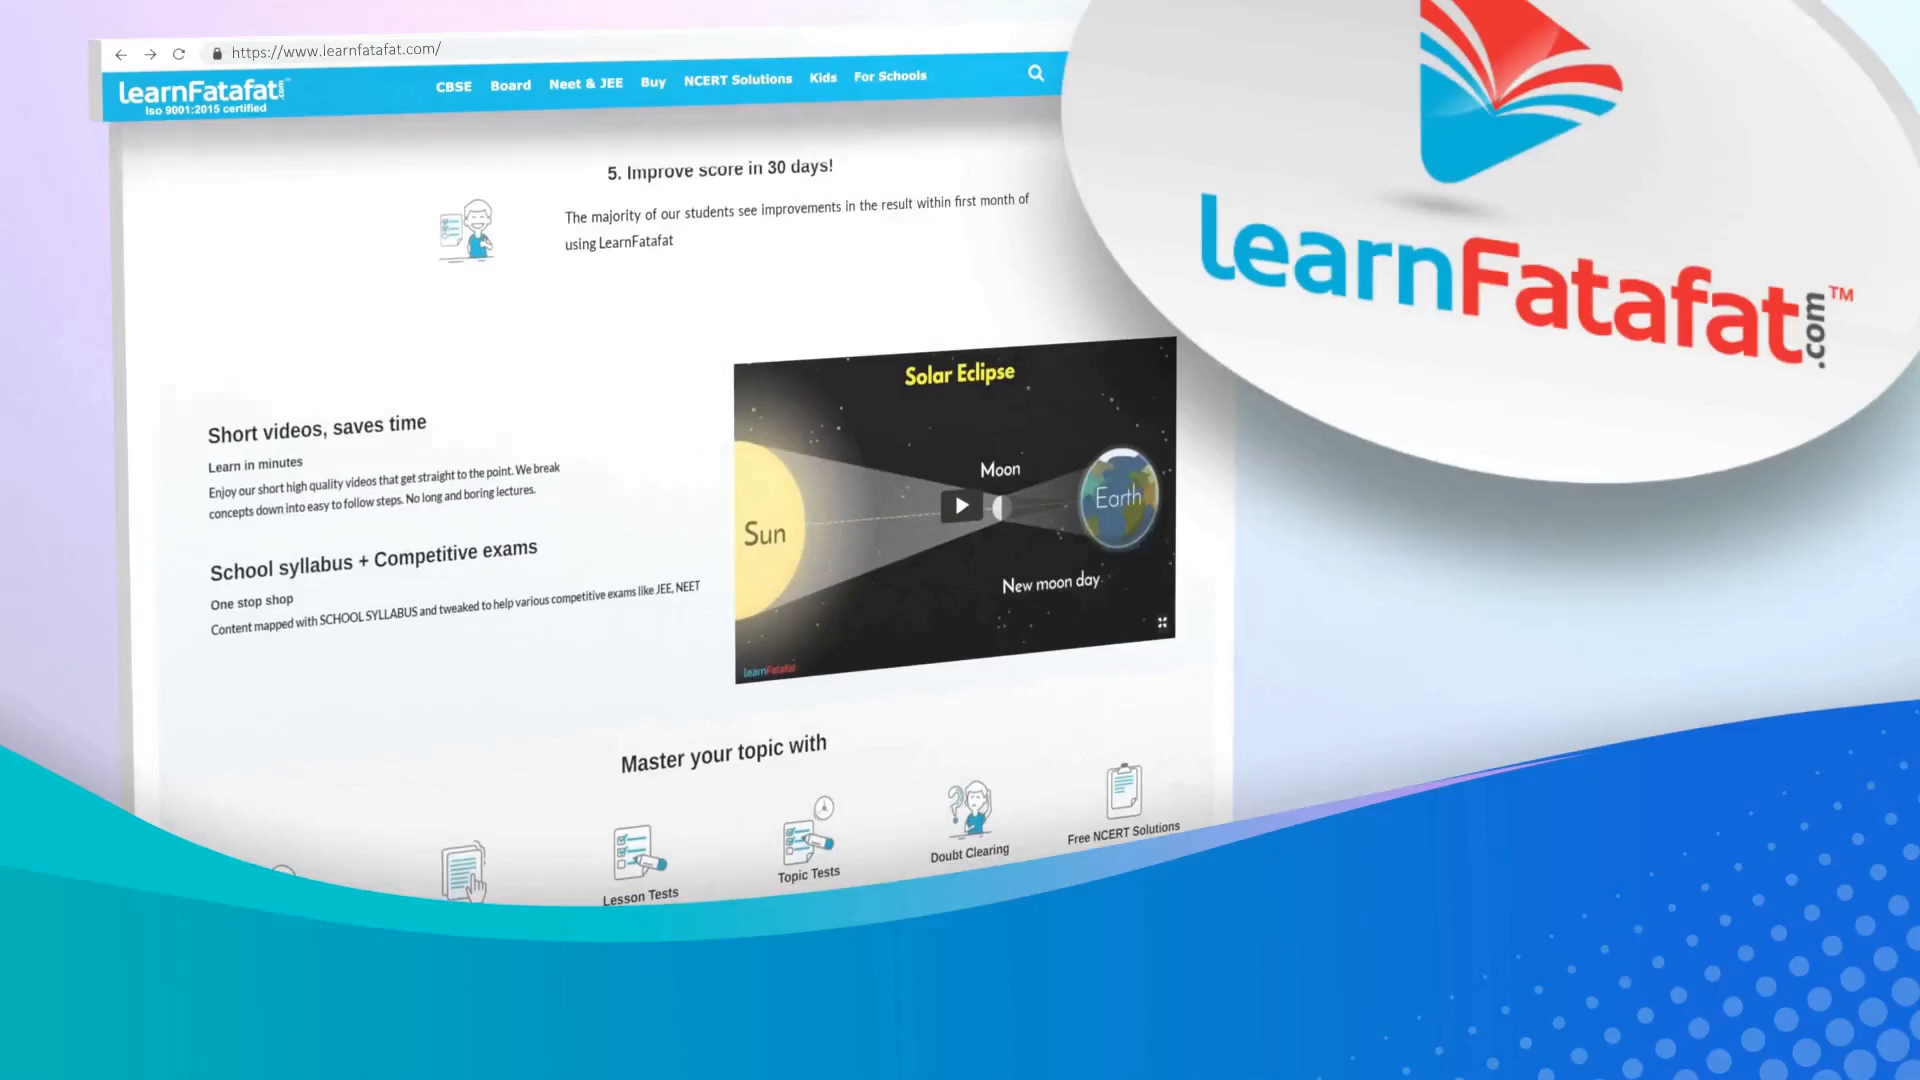 https://www.learnfatafat.com/
learnFatafat.com™
Iso 9001:2015 certified
CBSE Board Neet & JEE Buy NCERT Solutions Kids For Schools
learnFatafat.com™
5. Improve score in 30 days!
The majority of our students see improvements in the result within first month of
using LearnFatafat
Short videos, saves time
Learn in minutes
Enjoy our short high quality videos that get straight to the point. We break
concepts down into easy to follow steps. No long and boring lectures.
School syllabus + Competitive exams
One stop shop
Content mapped with SCHOOL SYLLABUS and tweaked to help various competitive exams like JEE, NEET
Solar Eclipse
Moon
Earth
Sun
New moon day
learnFatafat
Master your topic with
Lesson Tests
Topic Tests
Doubt Clearing
Free NCERT Solutions